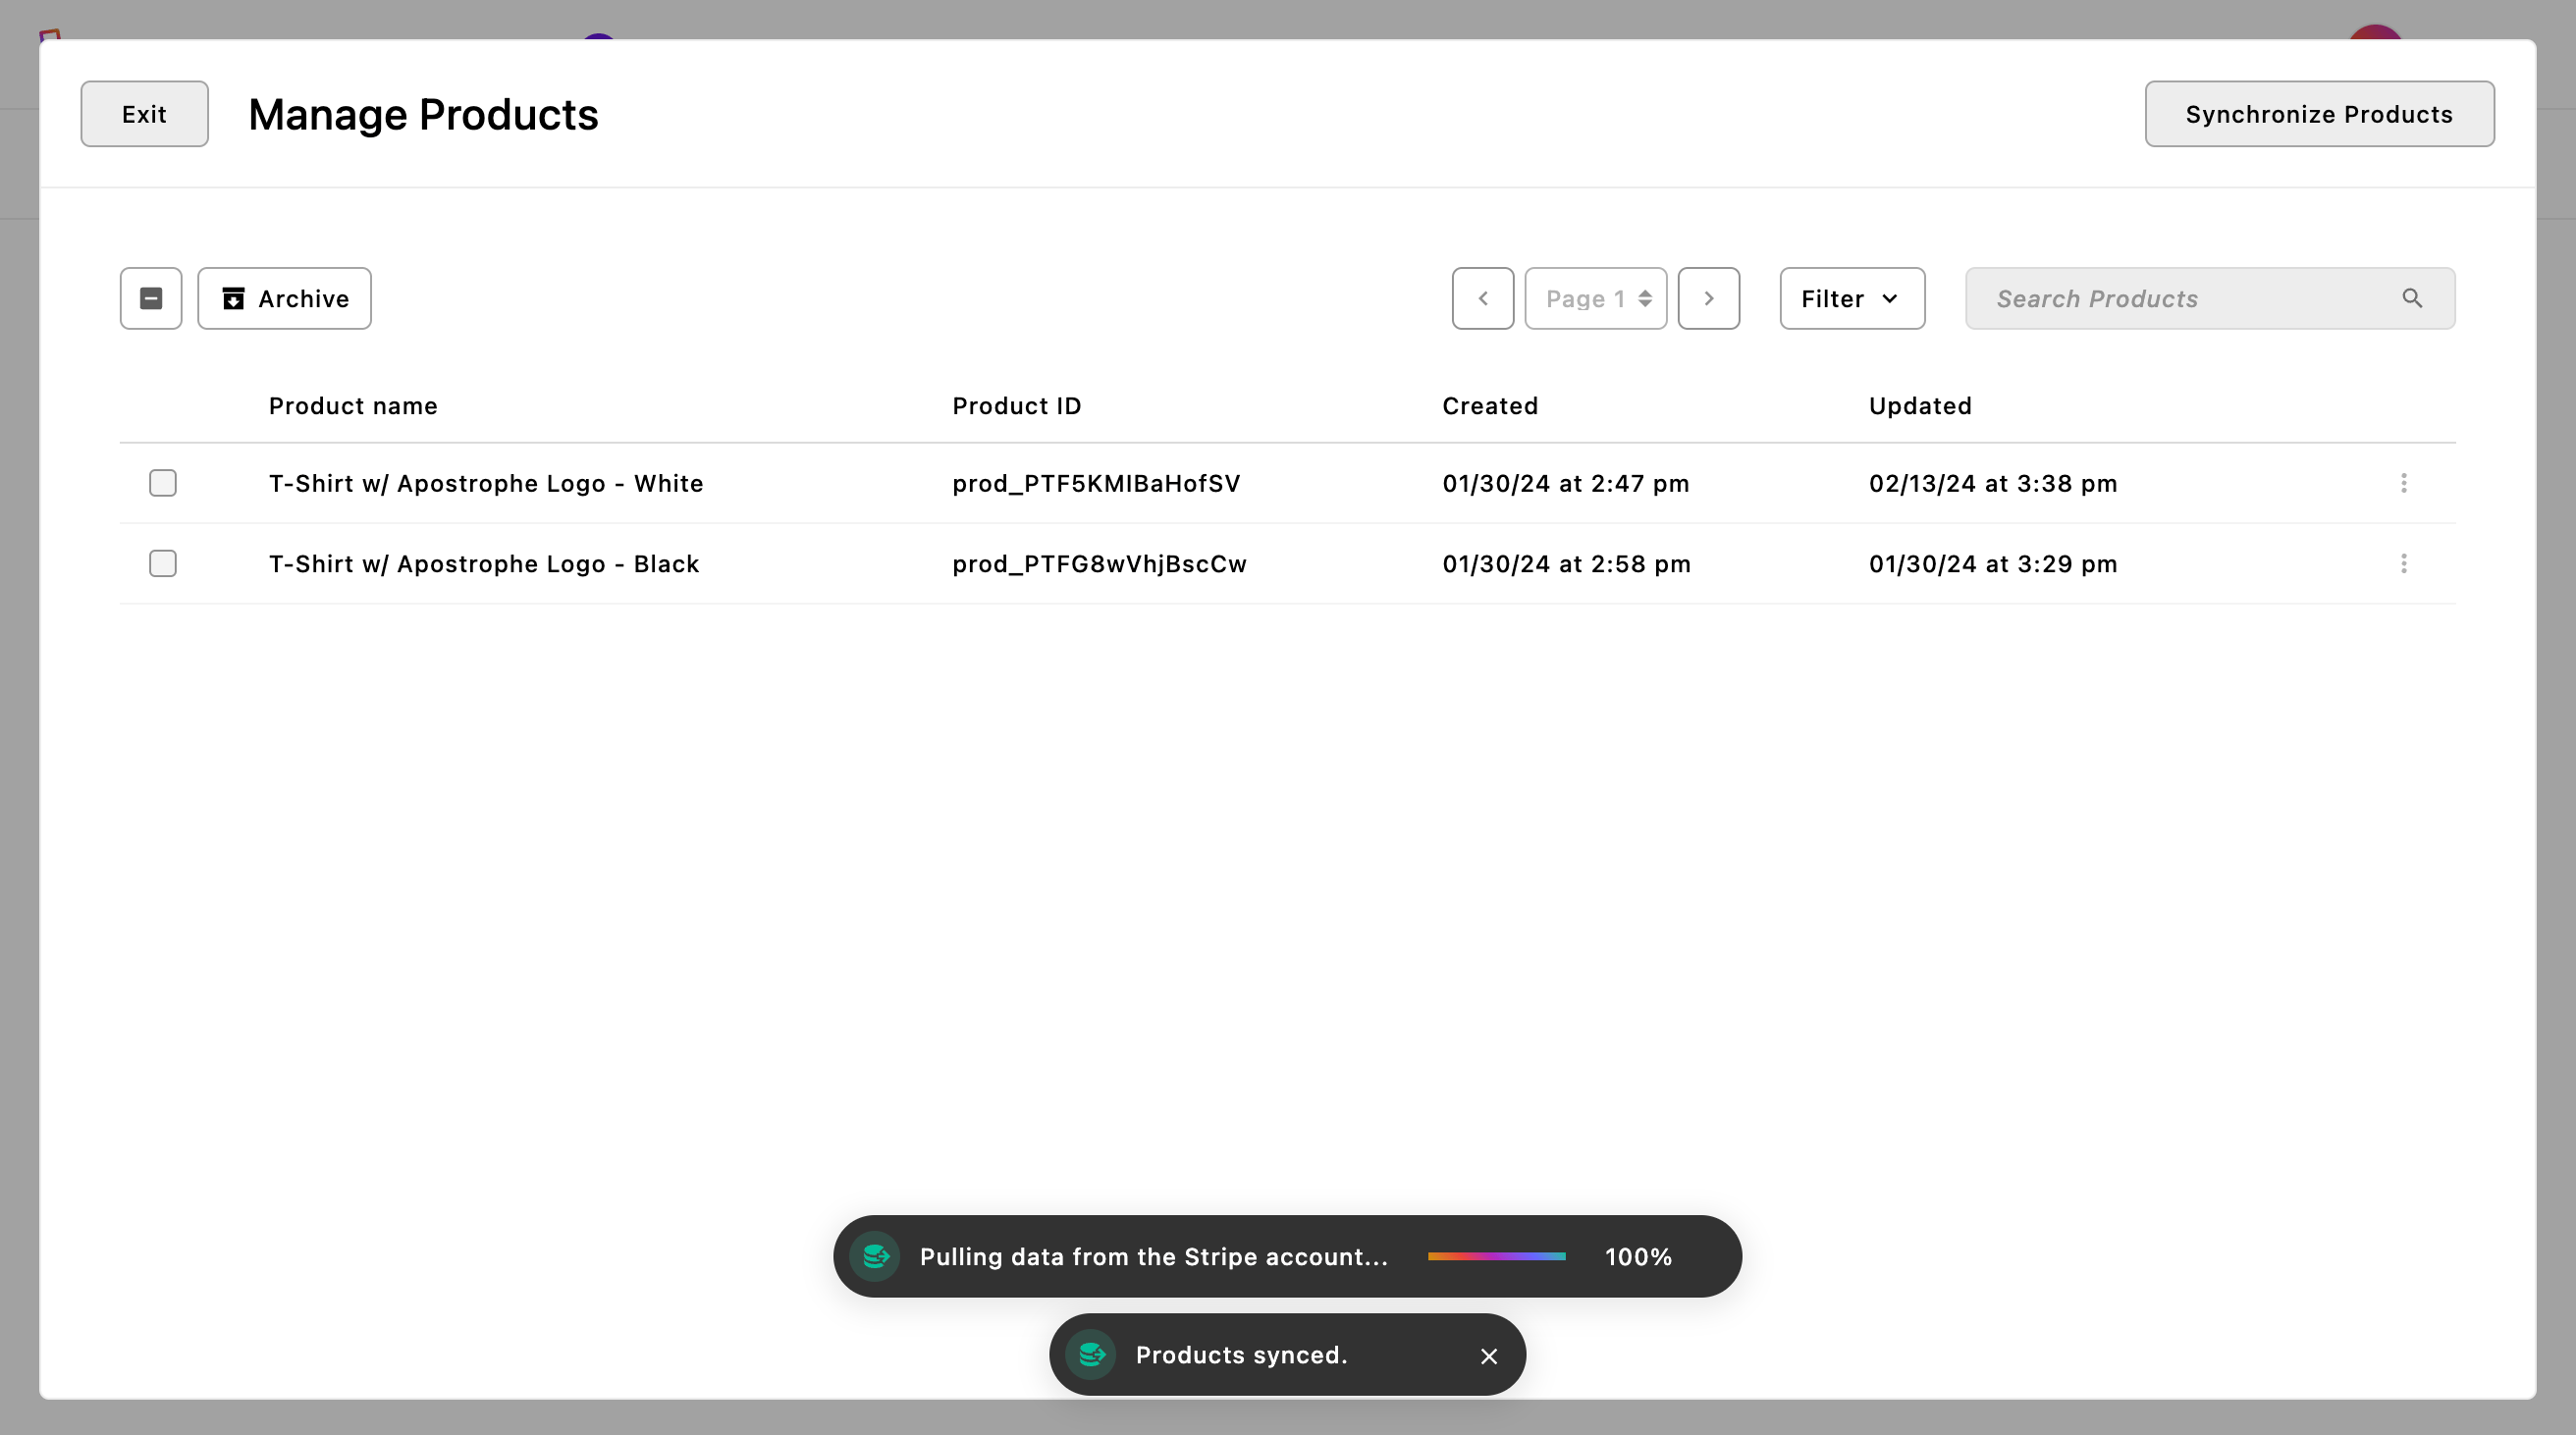 Exit
Manage Products
Synchronize Products
Archive
Page 1
Filter
Search Products
Product name Product ID Created Updated
T-Shirt w/ Apostrophe Logo - White prod_PTF5KMIBaHofSV 01/30/24 at 2:47 pm 02/13/24 at 3:38 pm
T-Shirt w/ Apostrophe Logo - Black prod_PTFG8wVhjBscCw 01/30/24 at 2:58 pm 01/30/24 at 3:29 pm
Pulling data from the Stripe account... 100%
Products synced.